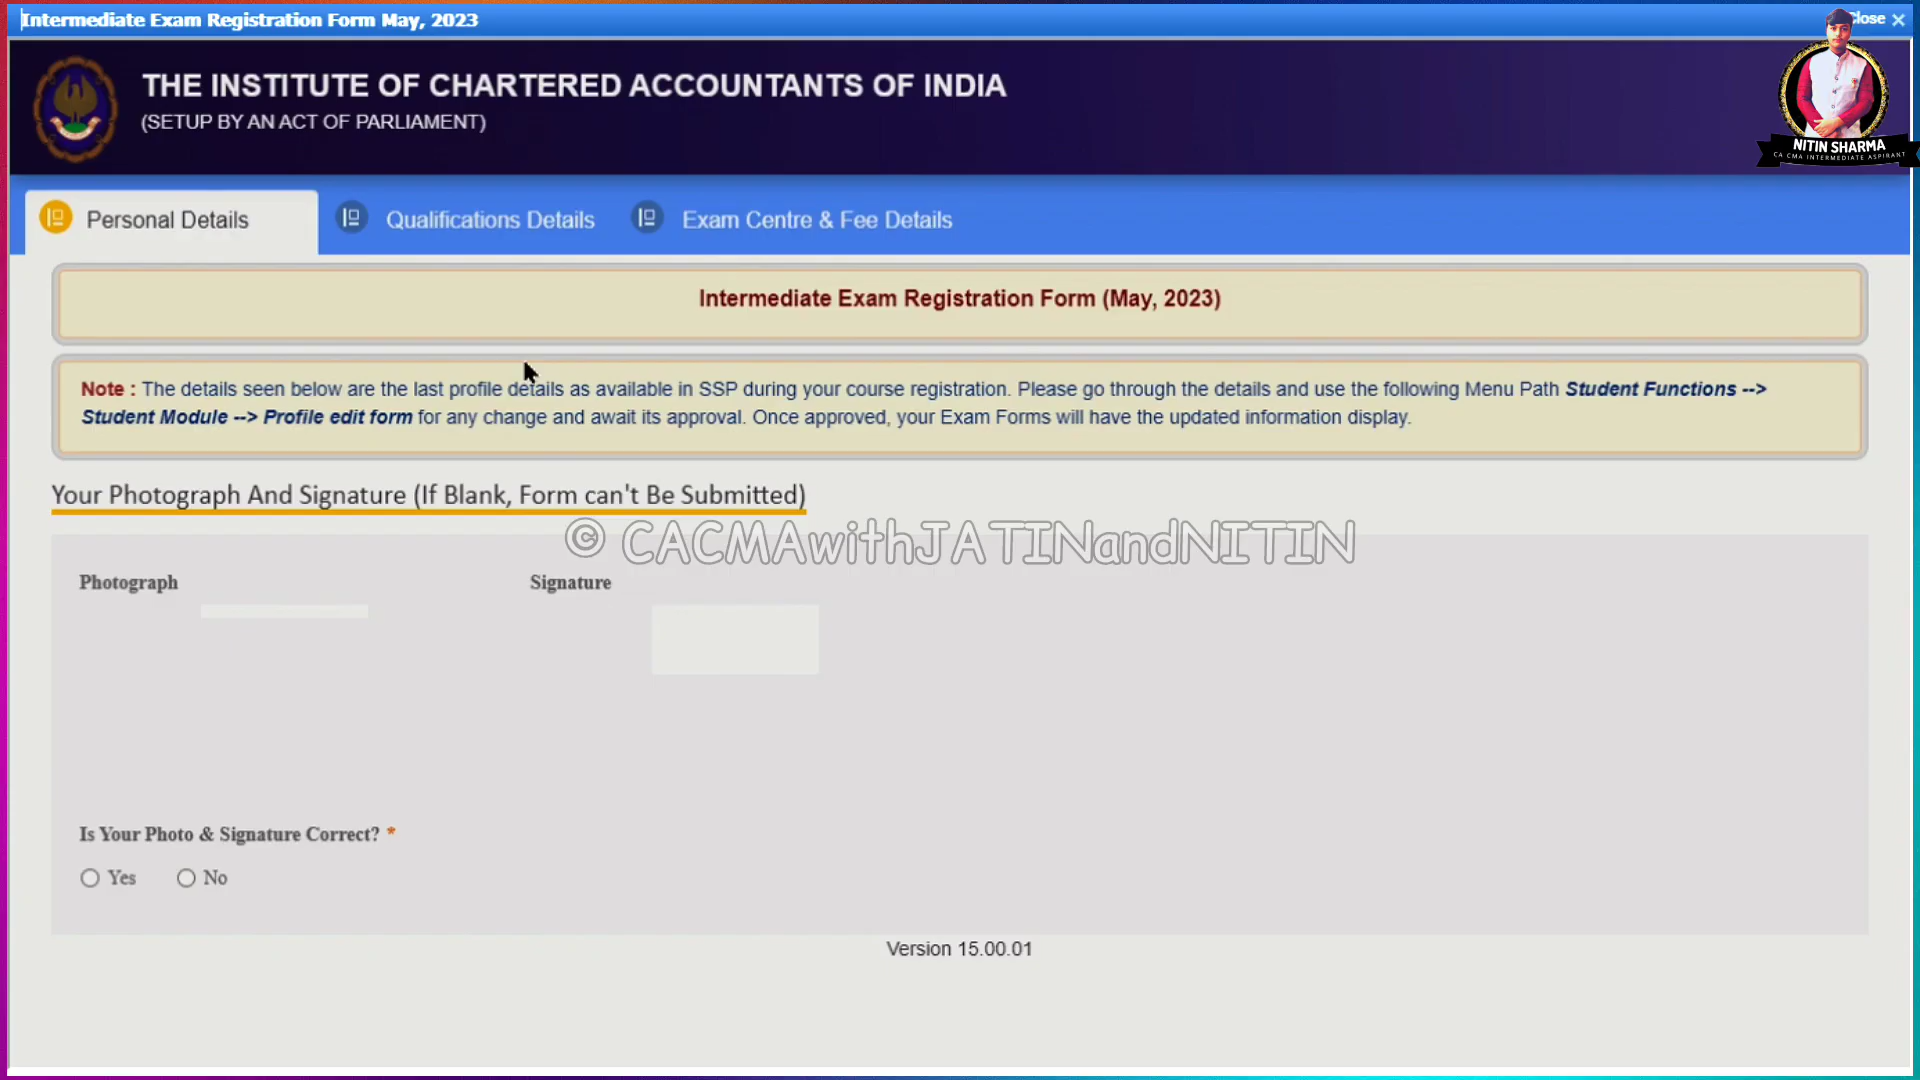 Intermediate Exam Registration Form May, 2023
Close ×
THE INSTITUTE OF CHARTERED ACCOUNTANTS OF INDIA
(SETUP BY AN ACT OF PARLIAMENT)
NITIN SHARMA
CA CMA INTERMEDIATE ASPIRANT
Personal Details
Qualifications Details
Exam Centre & Fee Details
Intermediate Exam Registration Form (May, 2023)
Note : The details seen below are the last profile details as available in SSP during your course registration. Please go through the details and use the following Menu Path Student Functions -->
Student Module --> Profile edit form for any change and await its approval. Once approved, your Exam Forms will have the updated information display.
Your Photograph And Signature (If Blank, Form can't Be Submitted)
© CACMAwithJATINandNITIN
Photograph
Signature
Is Your Photo & Signature Correct? *
Yes
No
Version 15.00.01